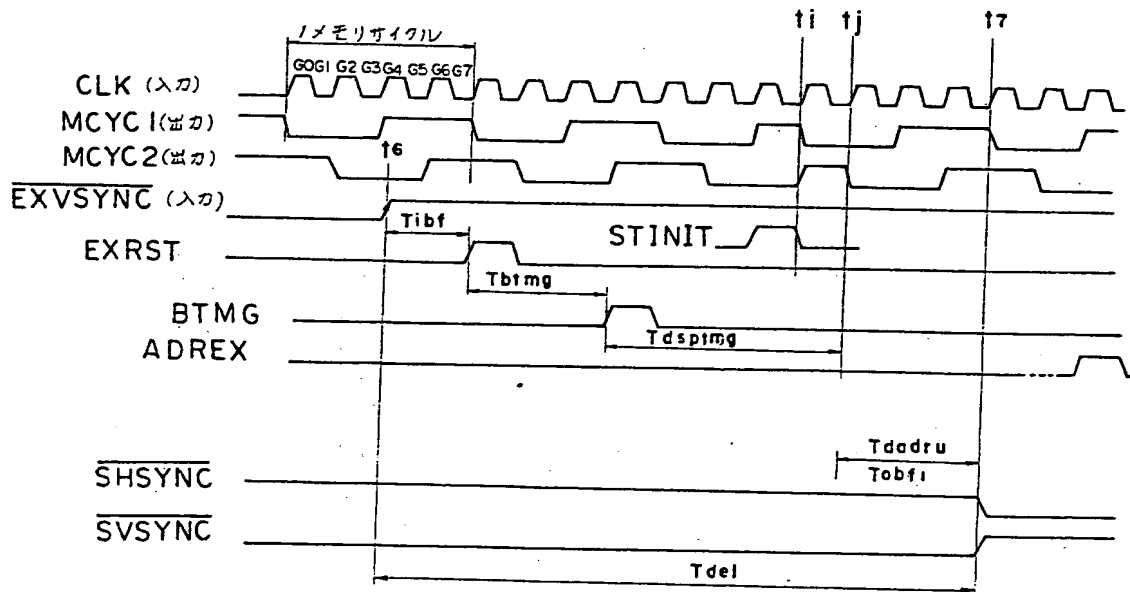 ti tj t7
1メモリサイクル
G0G1 G2 G3 G4 G5 G6 G7
CLK (入力)
MCYC1(出力)
MCYC2(出力)
t6
EXVSYNC (入力)
Tibf
STINIT
EXRST
Tbtmg
BTMG
Tdsptmg
ADREX
Tdadru
SHSYNC
Tobf1
SVSYNC
Tdel